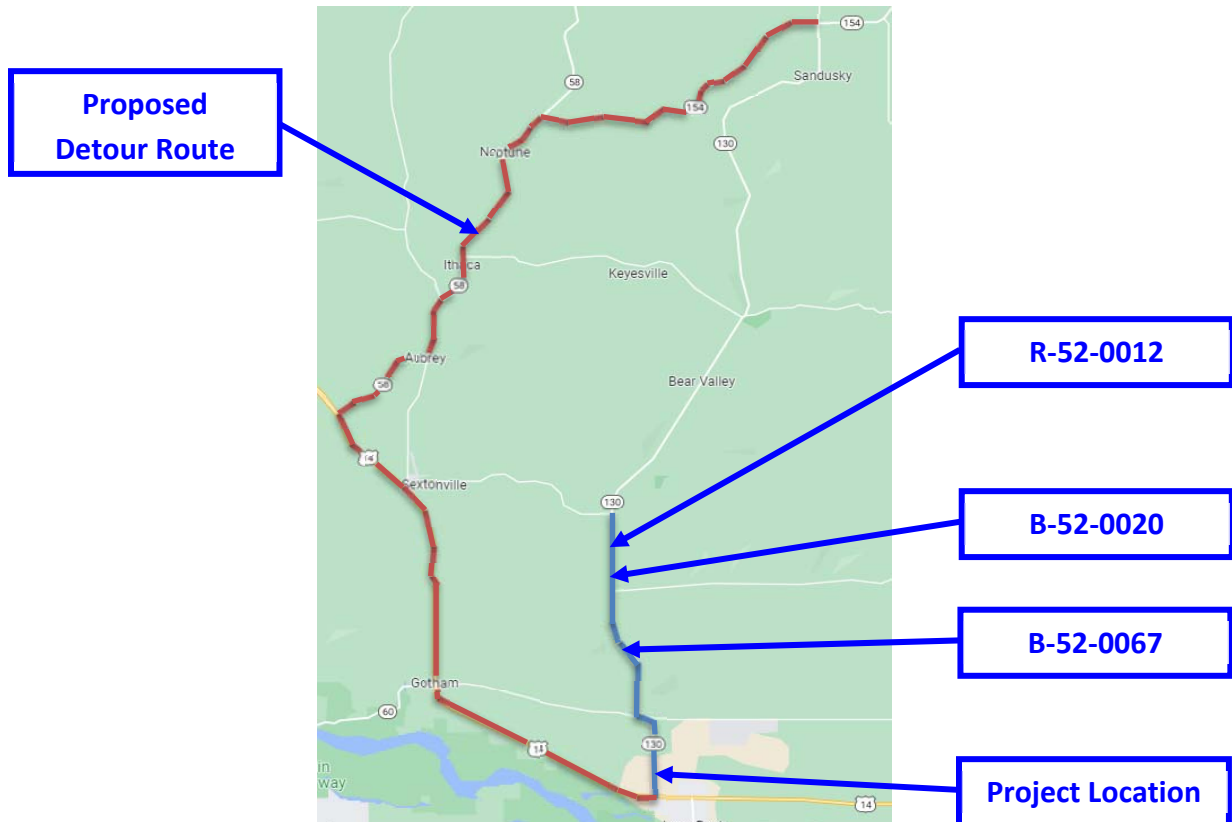 154
Sandusky
58
154
Proposed
Detour Route
130
Neptune
Ithaca
Keyesville
58
R-52-0012
Aubrey
Bear Valley
58
14
Sextonville
130
B-52-0020
B-52-0067
Gotham
60
130
14
way
Project Location
14